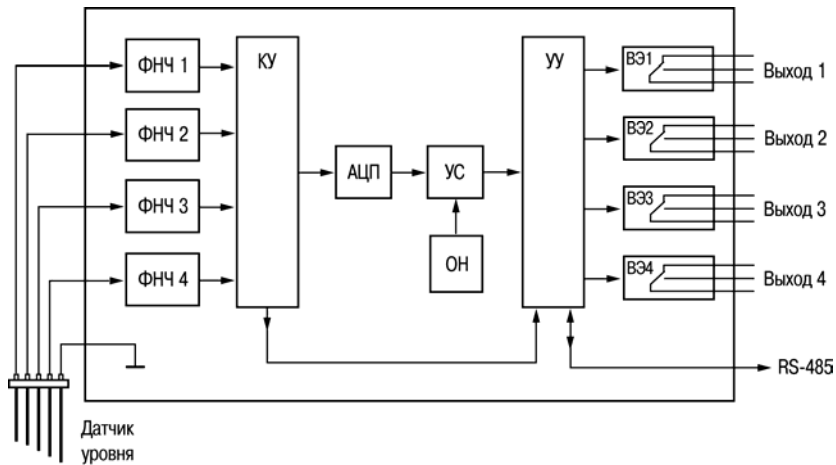 ФНЧ 1
КУ
УУ
ВЭ1
Выход 1
ФНЧ 2
ВЭ2
Выход 2
АЦП
УС
ФНЧ 3
ВЭ3
Выход 3
ФНЧ 4
ОН
ВЭ4
Выход 4
RS-485
Датчик
уровня